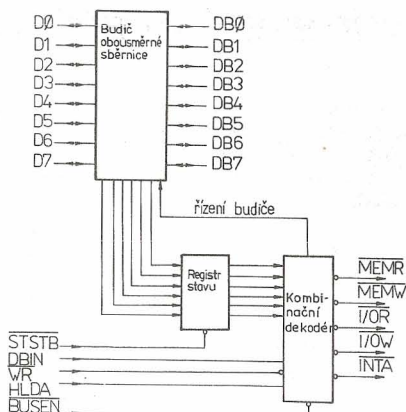 DØ
D1
D2
D3
D4
D5
D6
D7
Budič
obousměrné
sběrnice
DBØ
DB1
DB2
DB3
DB4
DB5
DB6
DB7
řízení budiče
Registr
stavu
Kombi-
nační
dekodér
MEMR
MEMW
I/OR
I/OW
INTA
STSTB
DBIN
WR
HLDA
BUSEN